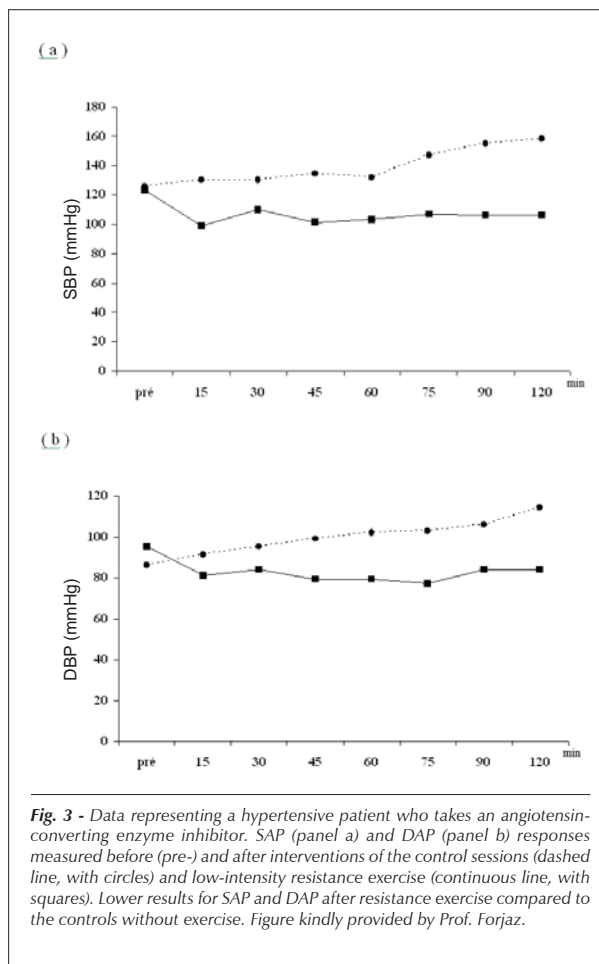 ( a )
180
160
140
120
100
80
60
40
20
0
SBP (mmHg)
pré 15 30 45 60 75 90 120 min
( b )
120
100
80
60
40
20
0
DBP (mmHg)
pré 15 30 45 60 75 90 120 min
Fig. 3 - Data representing a hypertensive patient who takes an angiotensin-
converting enzyme inhibitor. SAP (panel a) and DAP (panel b) responses
measured before (pre-) and after interventions of the control sessions (dashed
line, with circles) and low-intensity resistance exercise (continuous line, with
squares). Lower results for SAP and DAP after resistance exercise compared to
the controls without exercise. Figure kindly provided by Prof. Forjaz.